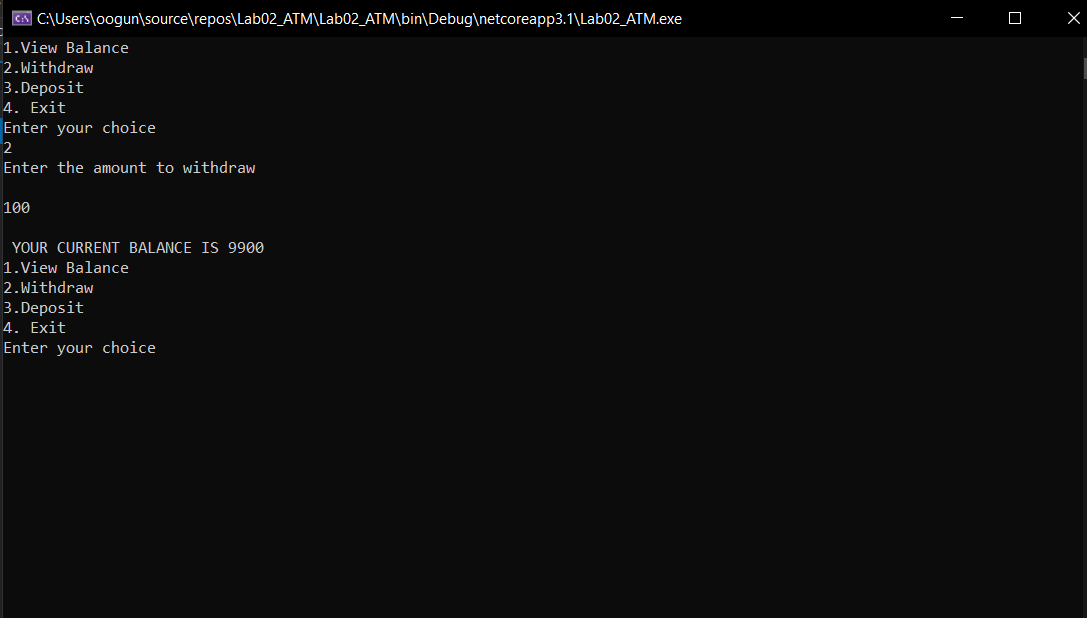 C:\Users\oogun\source\repos\Lab02_ATM\Lab02_ATM\bin\Debug\netcoreapp3.1\Lab02_ATM.exe
1.View Balance
2.Withdraw
3.Deposit
4. Exit
Enter your choice
2
Enter the amount to withdraw
100
YOUR CURRENT BALANCE IS 9900
1.View Balance
2.Withdraw
3.Deposit
4. Exit
Enter your choice